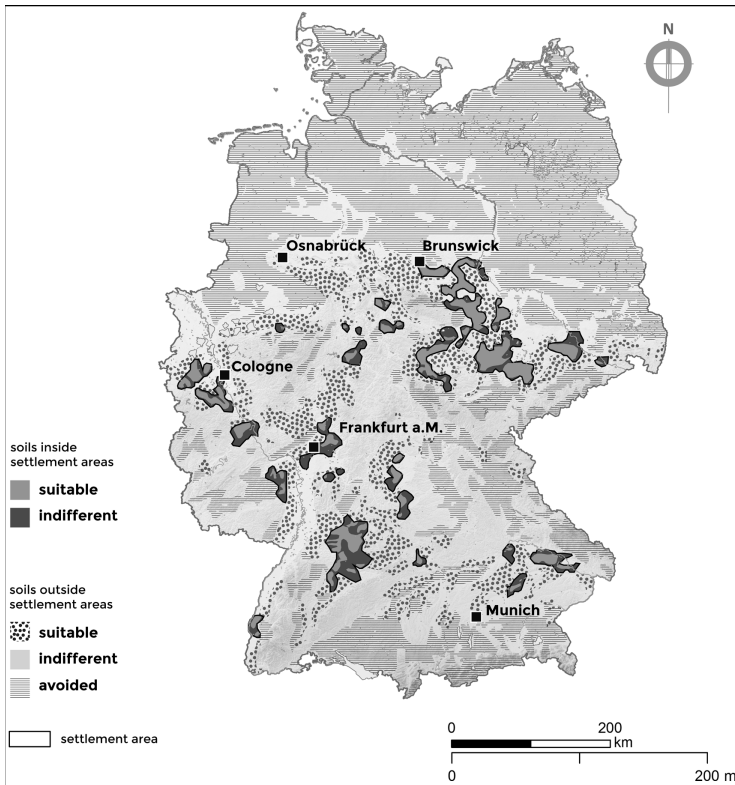 N
Osnabrück
Brunswick
Cologne
Frankfurt a.M.
Munich
soils inside
settlement areas
suitable
indifferent
soils outside
settlement areas
suitable
indifferent
avoided
settlement area
0 200
km
0 200 m